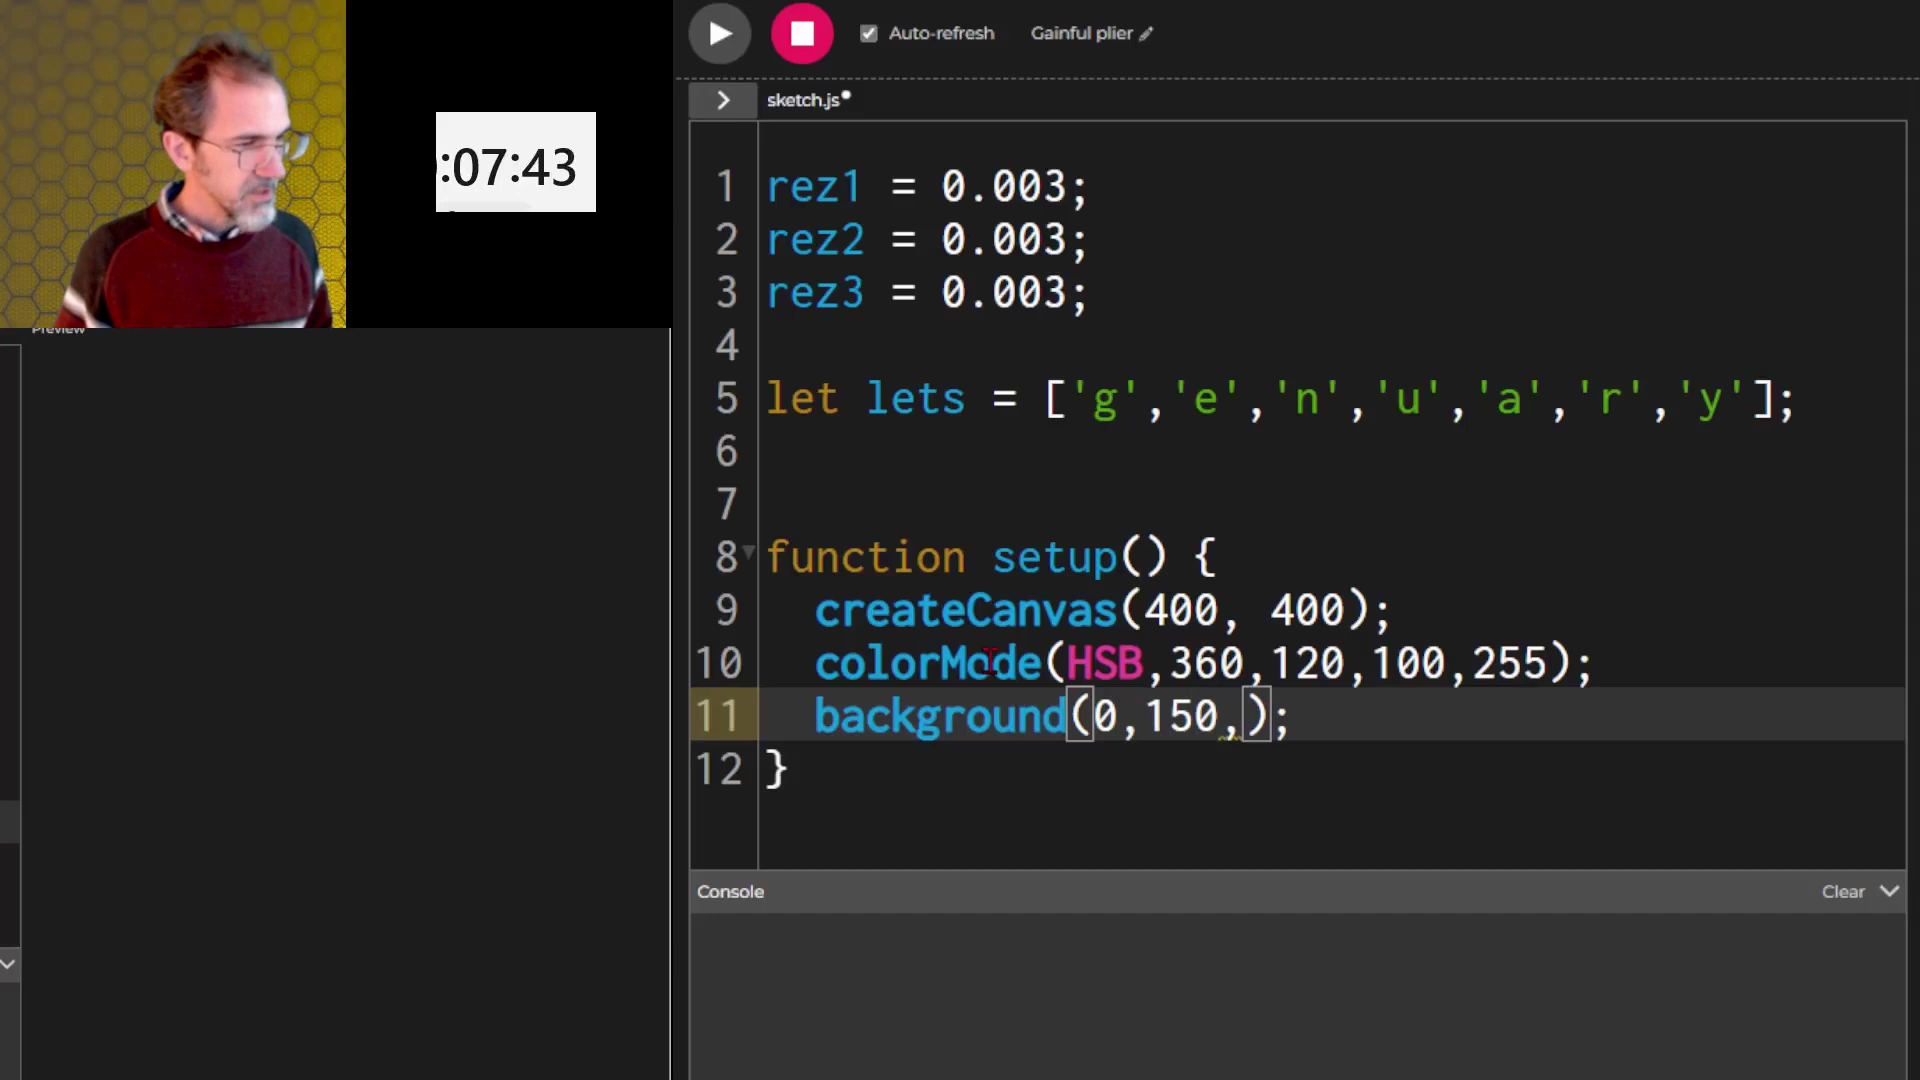 Auto-refresh
Gainful plier
sketch.js
:07:43
Preview
1 rez1 = 0.003;
2 rez2 = 0.003;
3 rez3 = 0.003;
4
5 let lets = ['g','e','n','u','a','r','y'];
6
7
8 function setup() {
9 createCanvas(400, 400);
10 colorMode(HSB,360,120,100,255);
11 background(0,150,);
12 }
Console
Clear